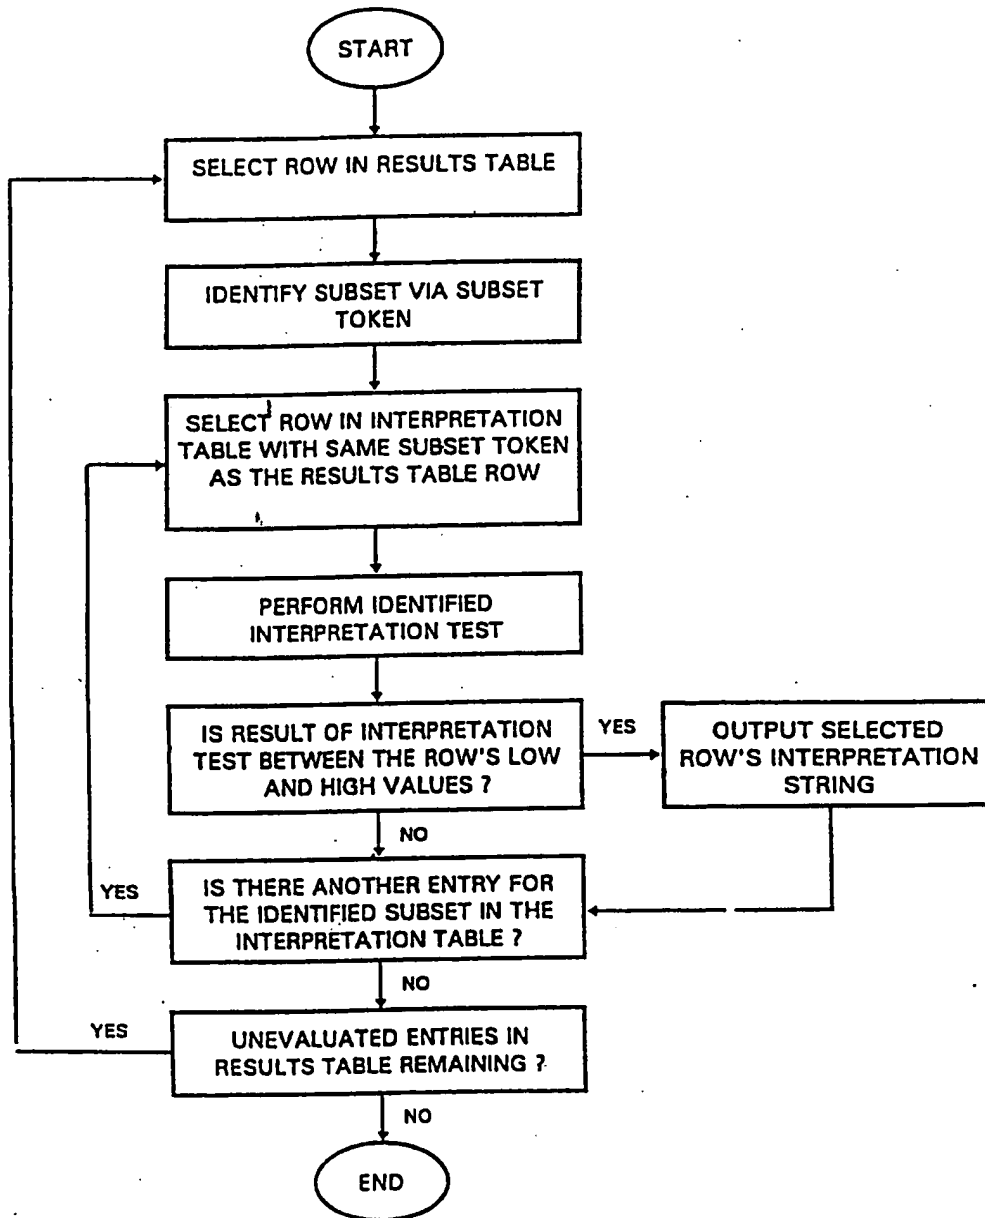 START
SELECT ROW IN RESULTS TABLE
IDENTIFY SUBSET VIA SUBSET
TOKEN
SELECT ROW IN INTERPRETATION
TABLE WITH SAME SUBSET TOKEN
AS THE RESULTS TABLE ROW
PERFORM IDENTIFIED
INTERPRETATION TEST
IS RESULT OF INTERPRETATION
TEST BETWEEN THE ROW'S LOW
AND HIGH VALUES ?
YES
OUTPUT SELECTED
ROW'S INTERPRETATION
STRING
NO
YES
IS THERE ANOTHER ENTRY FOR
THE IDENTIFIED SUBSET IN THE
INTERPRETATION TABLE ?
NO
YES
UNEVALUATED ENTRIES IN
RESULTS TABLE REMAINING ?
NO
END